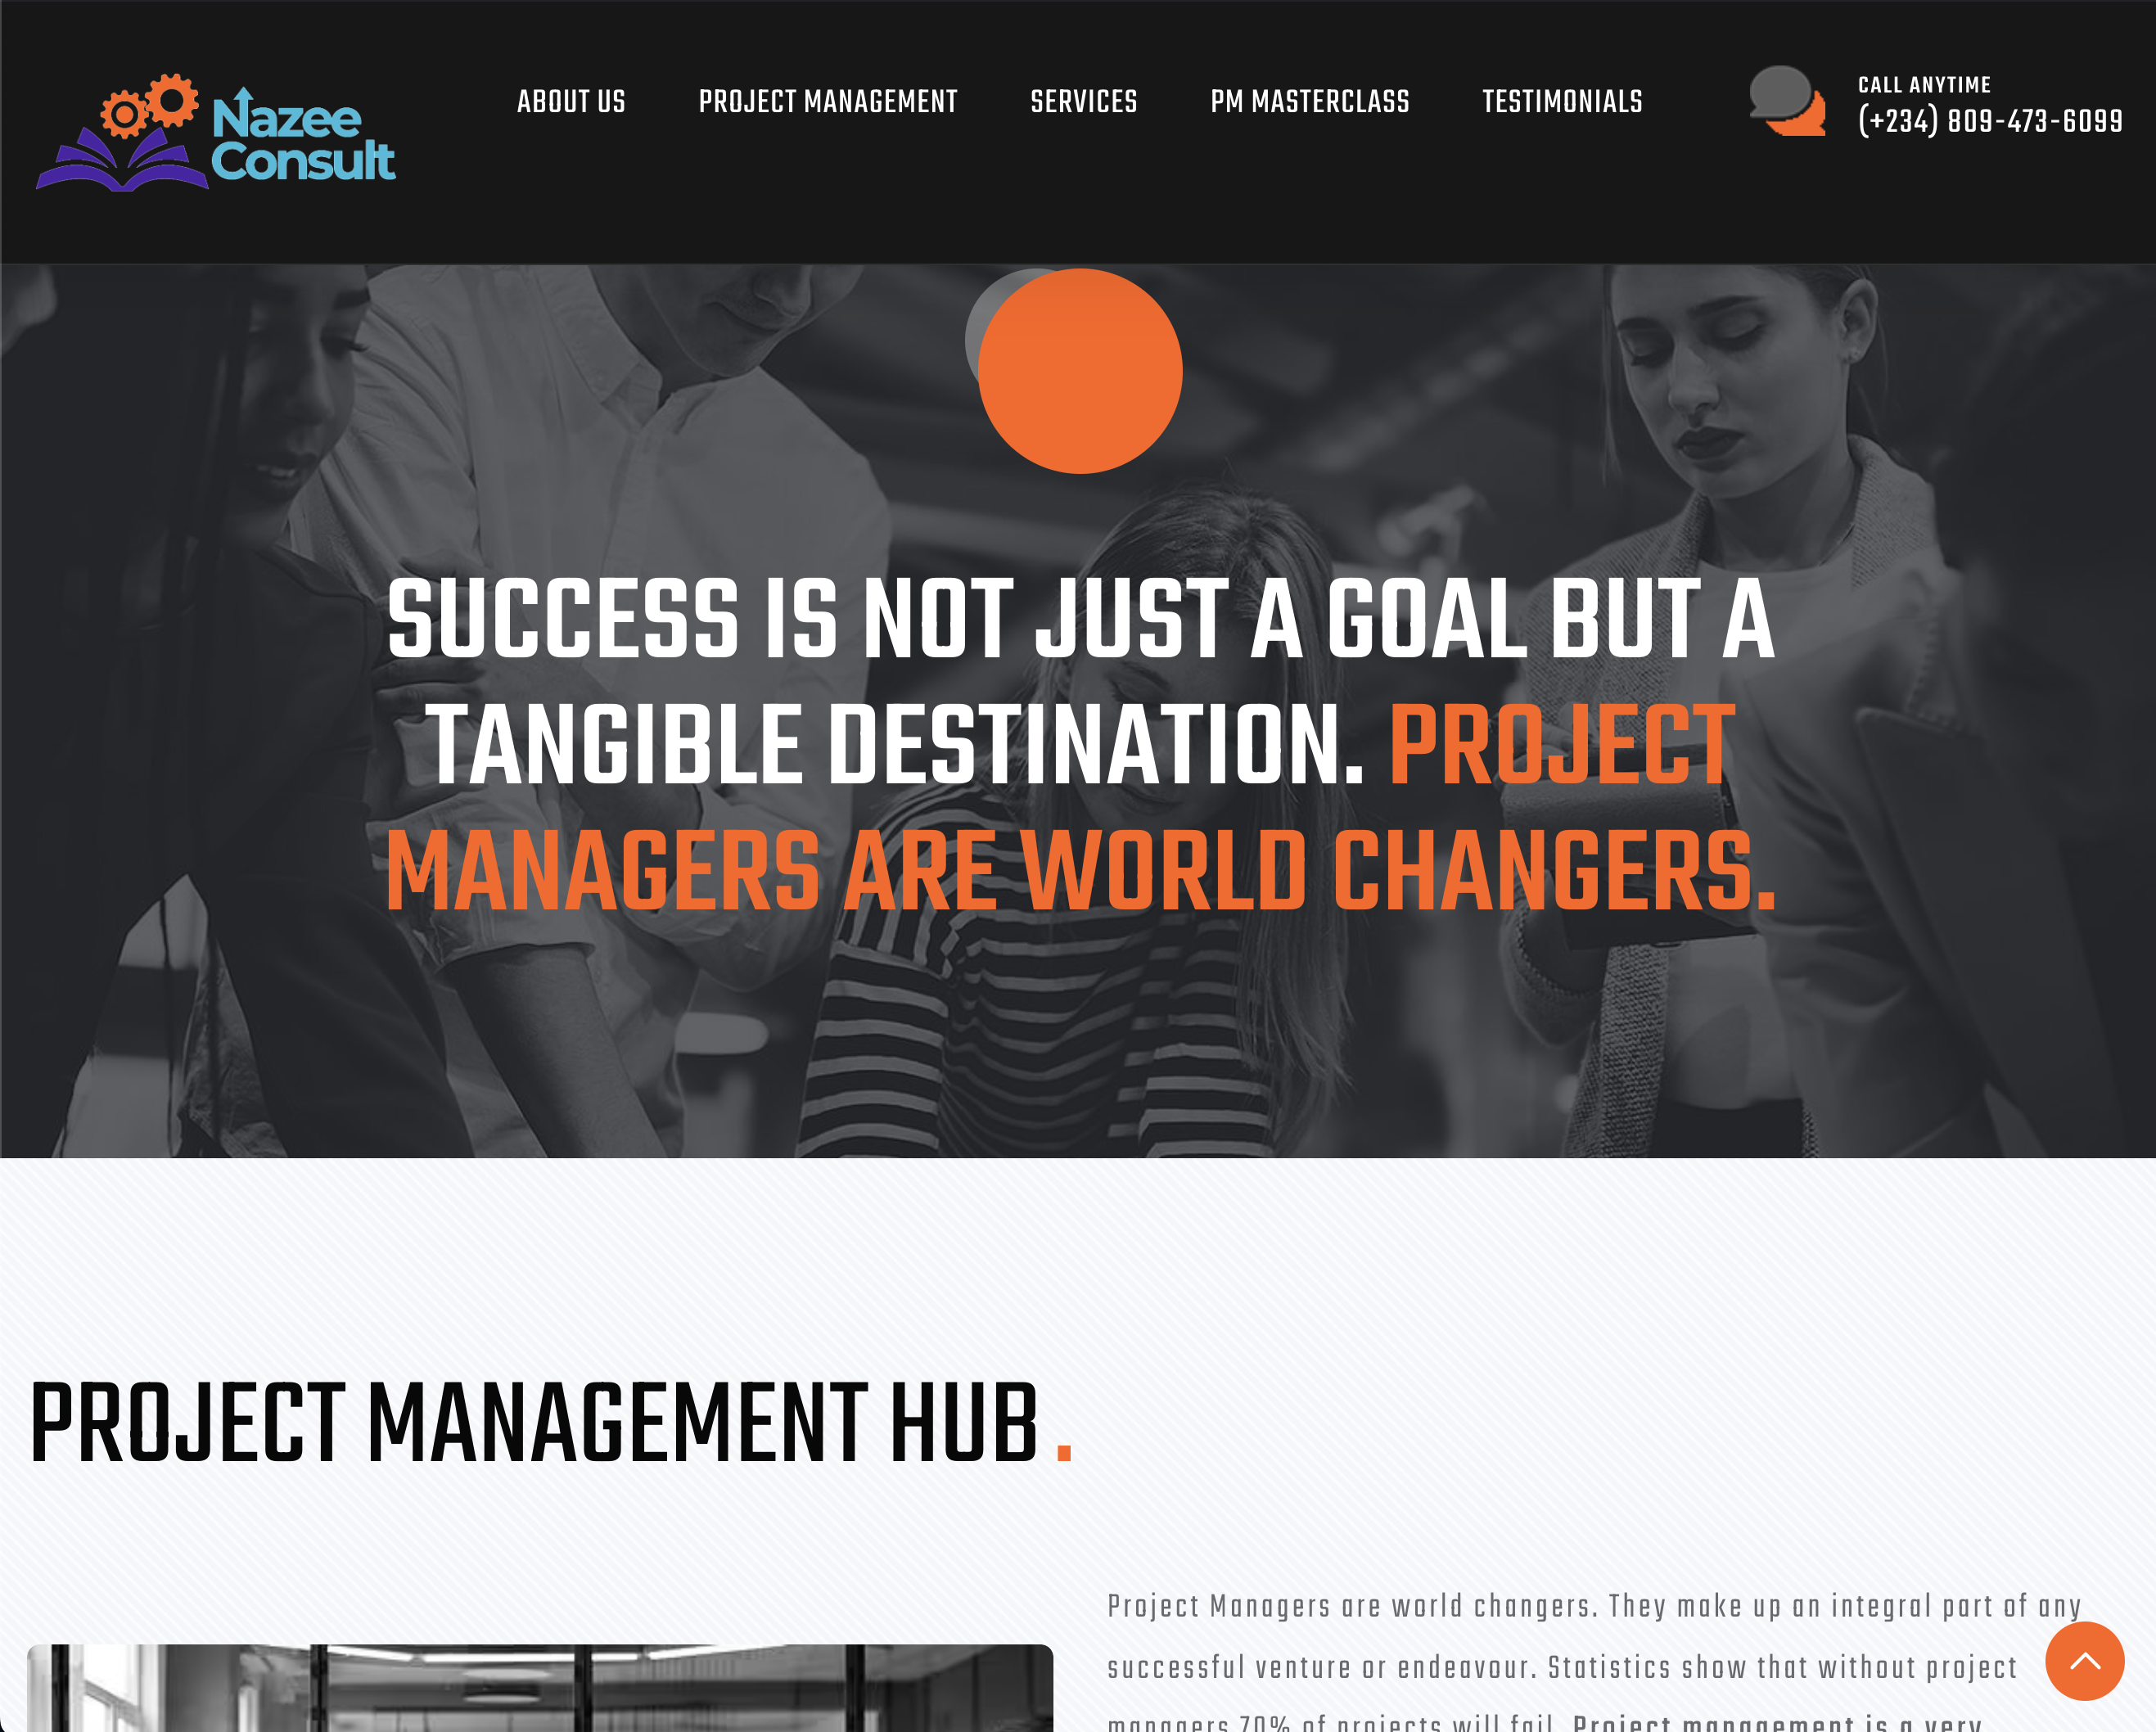 Nazee
Consult
ABOUT US
PROJECT MANAGEMENT
SERVICES
PM MASTERCLASS
TESTIMONIALS
CALL ANYTIME
(+234) 809-473-6099
SUCCESS IS NOT JUST A GOAL BUT A
TANGIBLE DESTINATION. PROJECT
MANAGERS ARE WORLD CHANGERS.
PROJECT MANAGEMENT HUB.
Project Managers are world changers. They make up an integral part of any
successful venture or endeavour. Statistics show that without project
managers 70% of projects will fail. Project management is a very